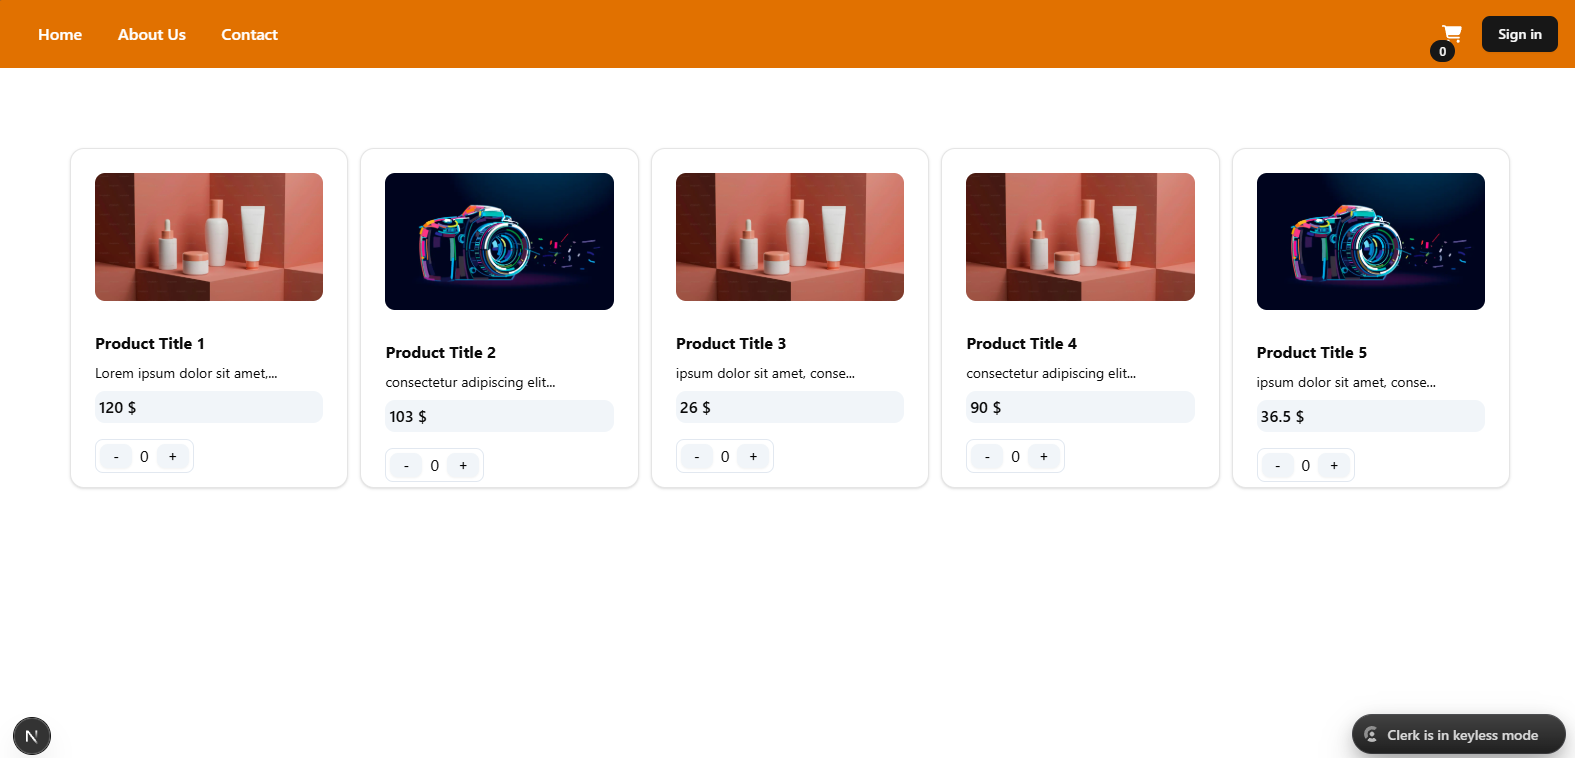 Home About Us Contact
0
Sign in
Product Title 1
Lorem ipsum dolor sit amet,...
120 $
- 0 +
Product Title 2
consectetur adipiscing elit...
103 $
- 0 +
Product Title 3
ipsum dolor sit amet, conse...
26 $
- 0 +
Product Title 4
consectetur adipiscing elit...
90 $
- 0 +
Product Title 5
ipsum dolor sit amet, conse...
36.5 $
- 0 +
N
Clerk is in keyless mode